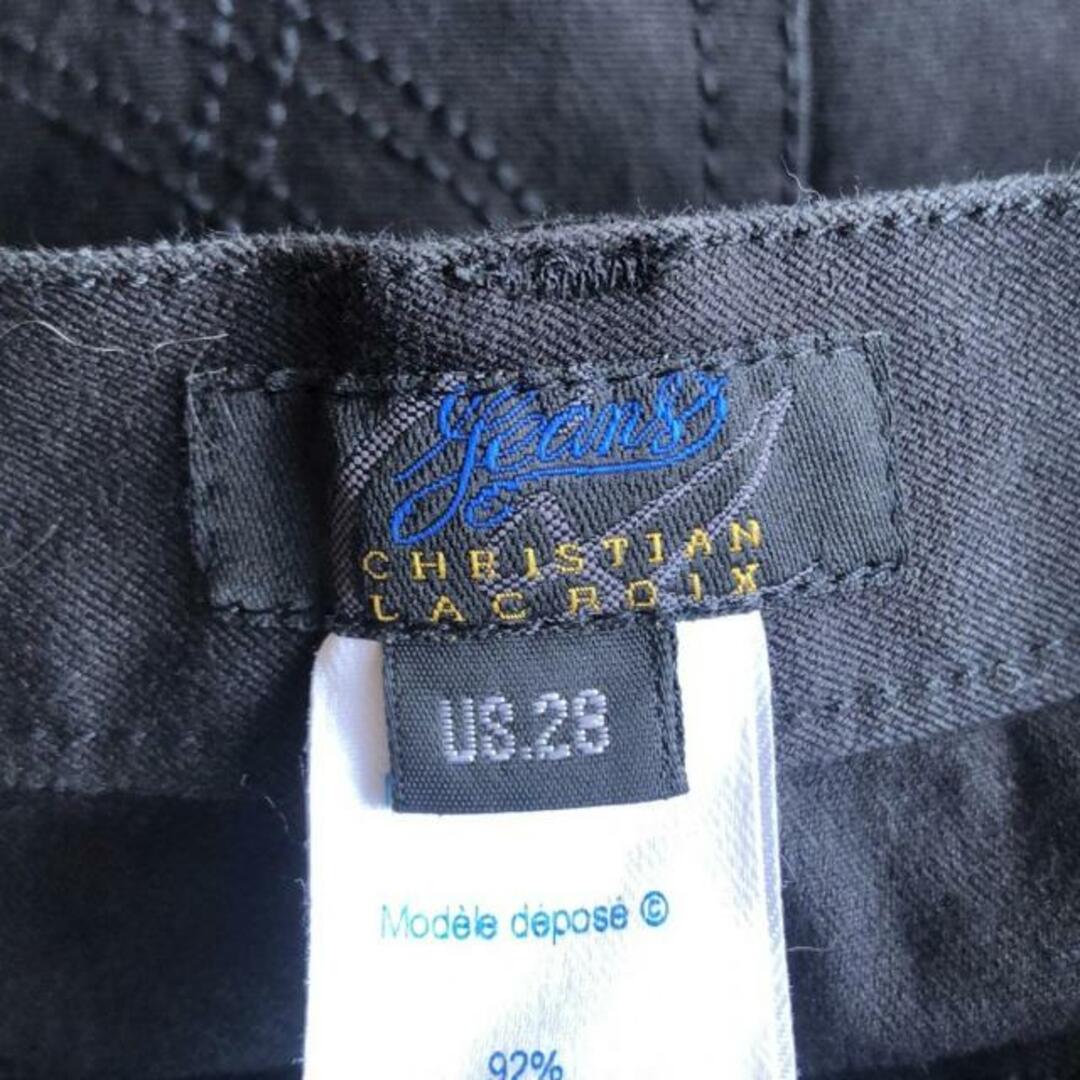 Jeans
CHRISTIAN
LACROIX
US.28
Modèle déposé ©
92%